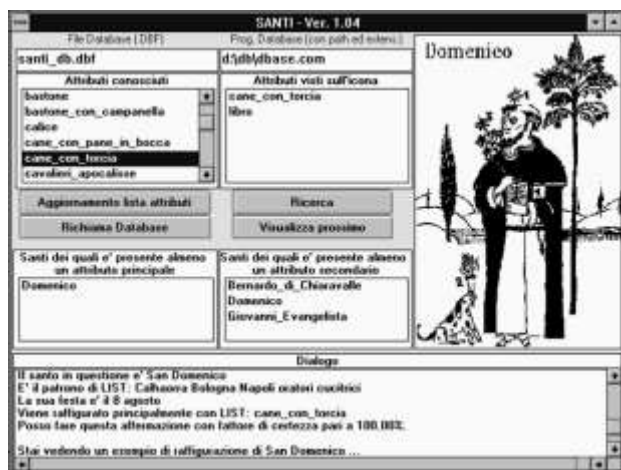 SANTI - Ver. 1.04
File Database (.DBF)
Prog. Database (con path ed estens.)
santi_db.dbf
d:\db\dbase.com
Attributi conosciuti
Attributi visti sull'icona
bastone
bastone_con_campanella
calice
cane_con_pane_in_bocca
cane_con_torcia
cavalieri_apocalisse
cane_con_torcia
libro
Domenico
Aggiornamento lista attributi
Ricerca
Richiama Database
Visualizza prossimo
Santi dei quali e' presente almeno
un attributo principale
Santi dei quali e' presente almeno
un attributo secondario
Domenico
Bernardo_di_Chiaravalle
Domenico
Giovanni_Evangelista
Dialogo
Il santo in questione e' San Domenico
E' il patrono di LIST: Calhaorra Bologna Napoli oratori cucitrici
La sua festa e' il 8 agosto
Viene raffigurato principalmente con LIST: cane_con_torcia
Posso fare questa affermazione con fattore di certezza pari a 100.00%.
Stai vedendo un esempio di raffigurazione di San Domenico ...